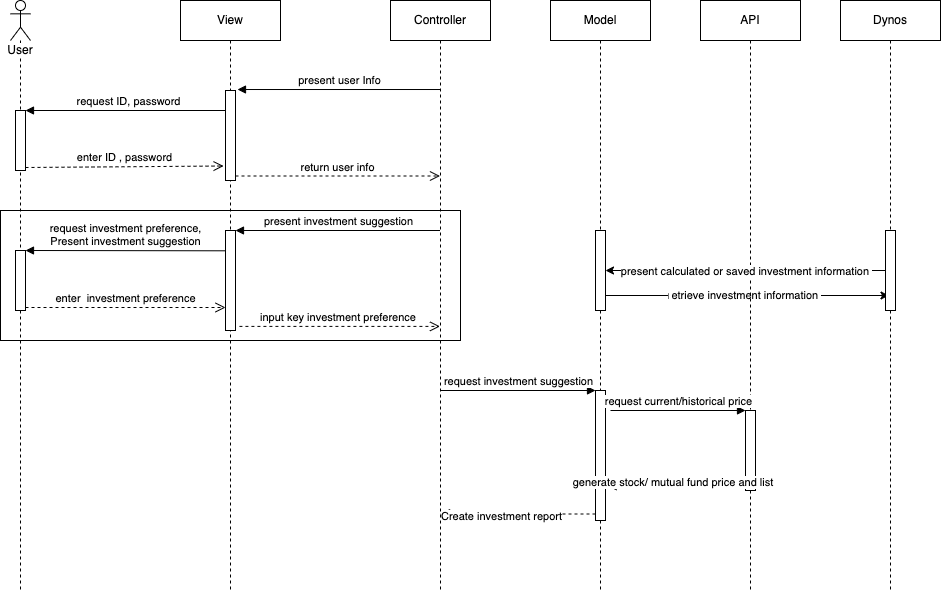 View
Controller
Model
API
Dynos
User
present user Info
request ID, password
enter ID , password
return user info
present investment suggestion
request investment preference,
Present investment suggestion
present calculated or saved investment information
etrieve investment information
enter investment preference
input key investment preference
request investment suggestion
request current/historical price
generate stock/ mutual fund price and list
Create investment report